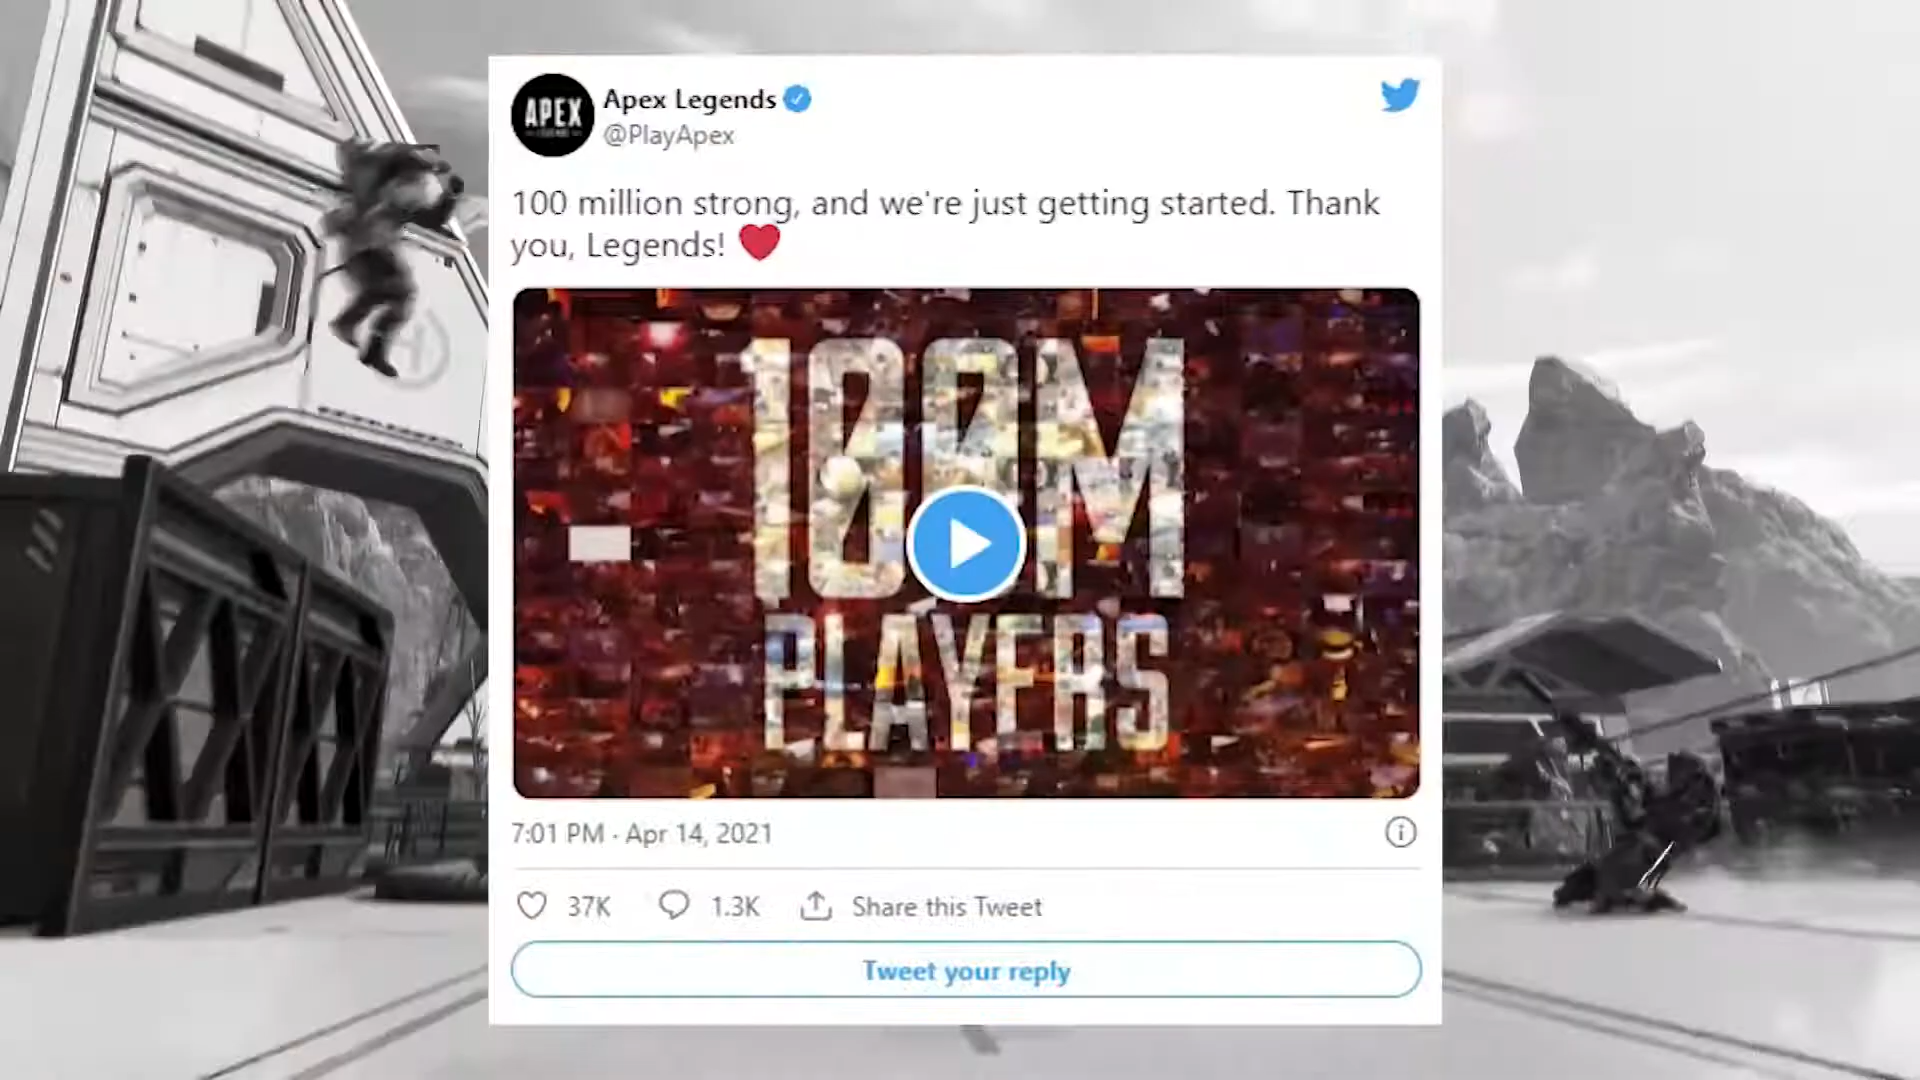 APEX
Apex Legends
@PlayApex
100 million strong, and we're just getting started. Thank
you, Legends!
100M
PLAYERS
7:01 PM · Apr 14, 2021
37K 1.3K Share this Tweet
Tweet your reply